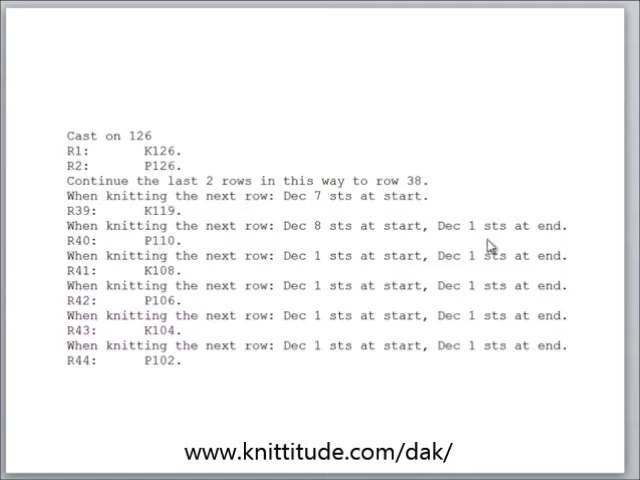 Cast on 126
R1: K126.
R2: P126.
Continue the last 2 rows in this way to row 38.
When knitting the next row: Dec 7 sts at start.
R39: K119.
When knitting the next row: Dec 8 sts at start, Dec 1 sts at end.
R40: P110.
When knitting the next row: Dec 1 sts at start, Dec 1 sts at end.
R41: K108.
When knitting the next row: Dec 1 sts at start, Dec 1 sts at end.
R42: P106.
When knitting the next row: Dec 1 sts at start, Dec 1 sts at end.
R43: K104.
When knitting the next row: Dec 1 sts at start, Dec 1 sts at end.
R44: P102.
www.knittitude.com/dak/